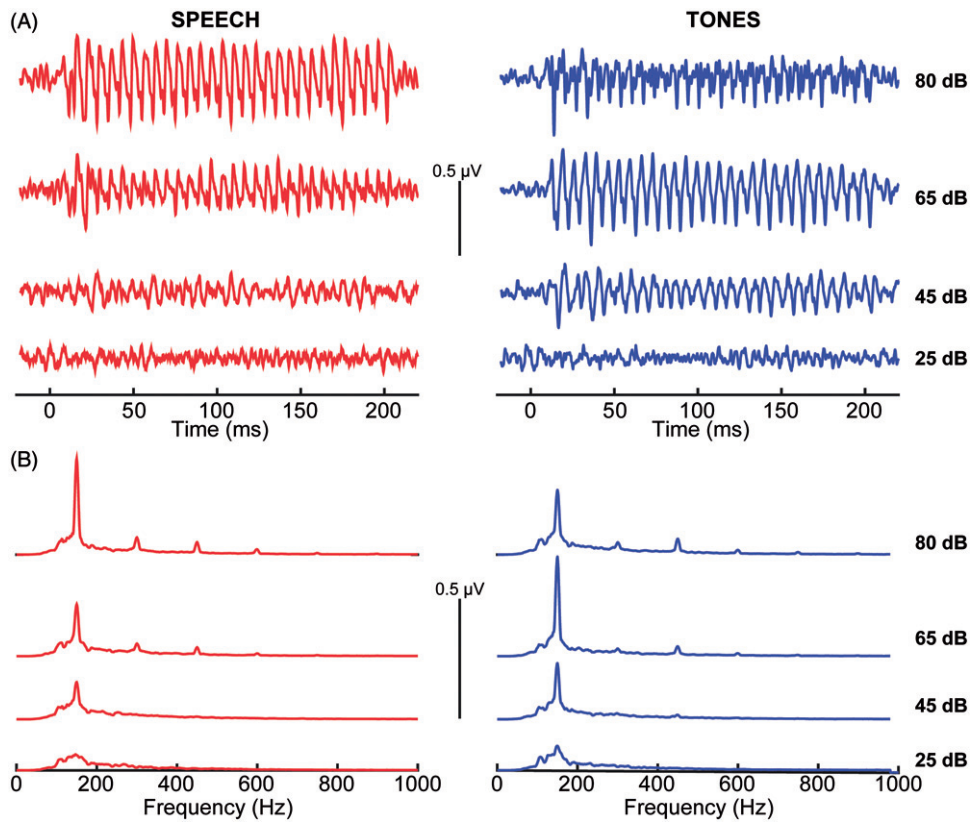 (A) SPEECH TONES
80 dB
0.5 µV
65 dB
45 dB
25 dB
0 50 100 150 200 0 50 100 150 200
Time (ms) Time (ms)
(B)
80 dB
0.5 µV
65 dB
45 dB
25 dB
0 200 400 600 800 1000 0 200 400 600 800 1000
Frequency (Hz) Frequency (Hz)